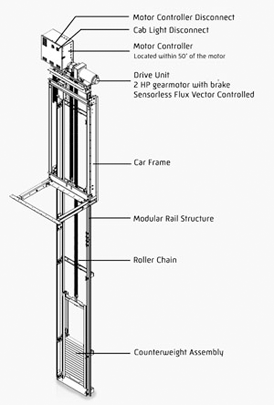 Motor Controller Disconnect
Cab Light Disconnect
Motor Controller
Located within 50' of the motor
Drive Unit
2 HP gearmotor with brake
Sensorless Flux Vector Controlled
Car Frame
Modular Rail Structure
Roller Chain
Counterweight Assembly